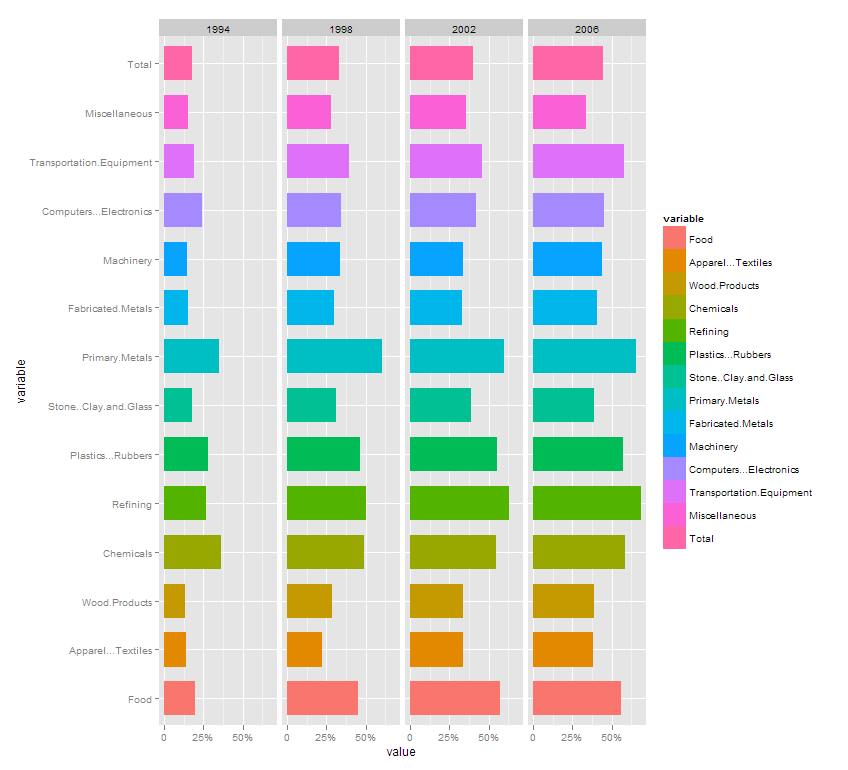 1994 1998 2002 2006
Total
Miscellaneous
Transportation.Equipment
Computers...Electronics
Machinery
Fabricated.Metals
Primary.Metals
Stone..Clay.and.Glass
Plastics...Rubbers
Refining
Chemicals
Wood.Products
Apparel...Textiles
Food
variable
0 25% 50% 0 25% 50% 0 25% 50% 0 25% 50%
value
variable
Food
Apparel...Textiles
Wood.Products
Chemicals
Refining
Plastics...Rubbers
Stone..Clay.and.Glass
Primary.Metals
Fabricated.Metals
Machinery
Computers...Electronics
Transportation.Equipment
Miscellaneous
Total